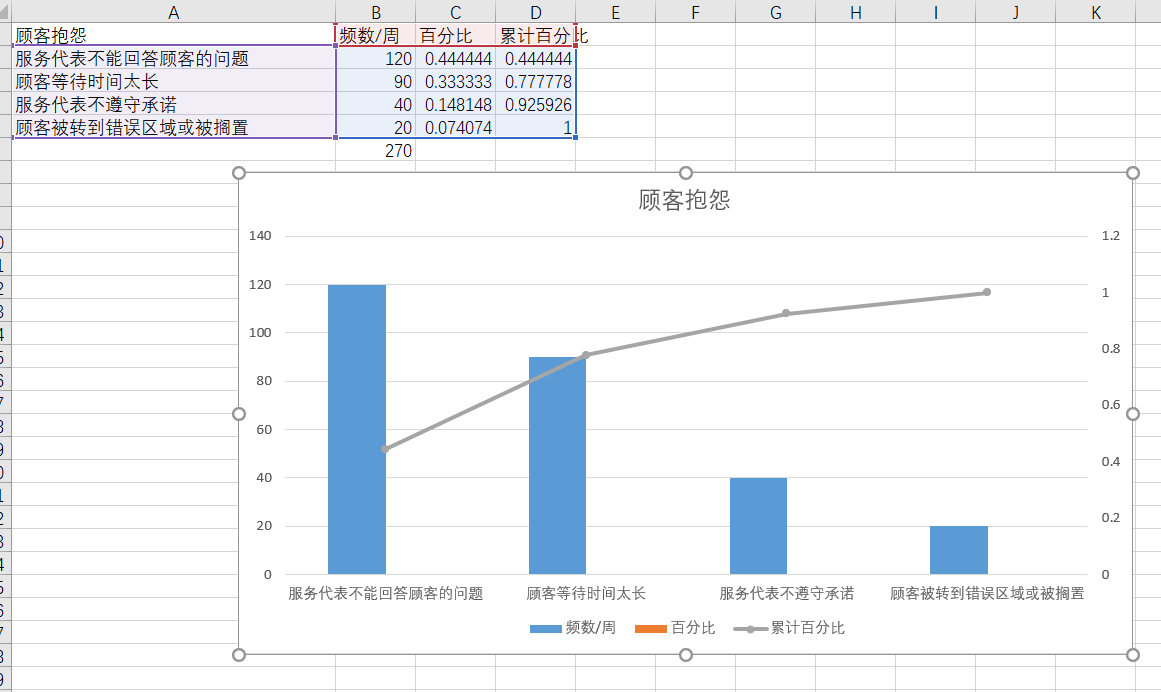 A B C D E F G H I J K
顾客抱怨 频数/周 百分比 累计百分比
服务代表不能回答顾客的问题 120 0.444444 0.444444
顾客等待时间太长 90 0.333333 0.777778
服务代表不遵守承诺 40 0.148148 0.925926
顾客被转到错误区域或被搁置 20 0.074074 1
270
顾客抱怨
140 1.2
120 1
100 0.8
80 0.6
60 0.4
40 0.2
20 0
0
服务代表不能回答顾客的问题 顾客等待时间太长 服务代表不遵守承诺 顾客被转到错误区域或被搁置
频数/周 百分比 累计百分比